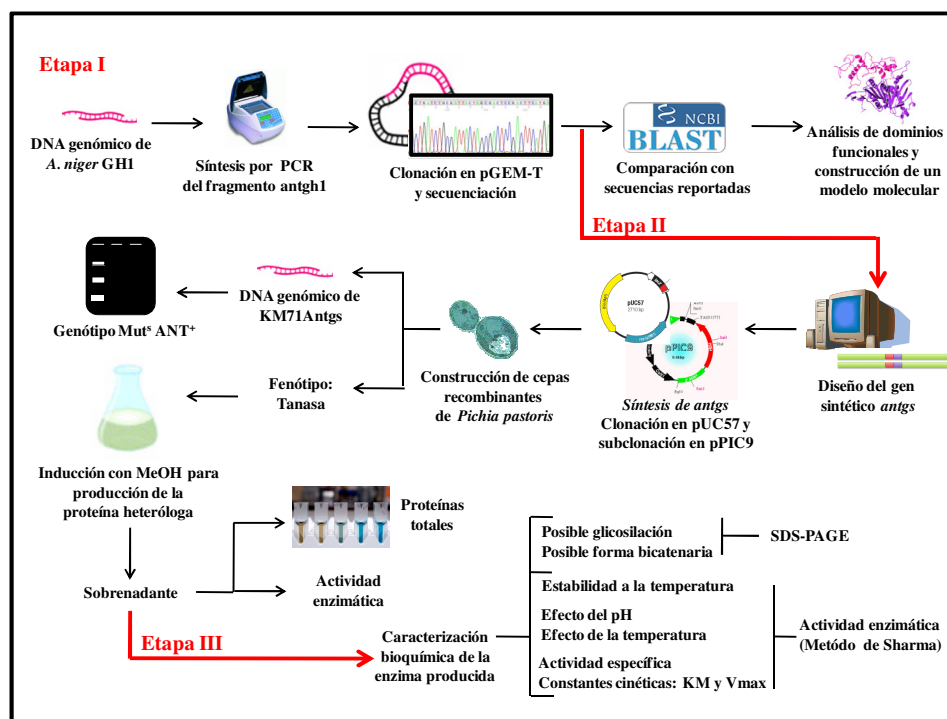 Etapa I
DNA genómico de
A. niger GH1
Síntesis por PCR
del fragmento antgh1
Clonación en pGEM-T
y secuenciación
NCBI
BLAST
Comparación con
secuencias reportadas
Análisis de dominios
funcionales y
construcción de un
modelo molecular
Etapa II
Genótipo Mutˢ ANT⁺
DNA genómico de
KM71Antgs
Fenótipo:
Tanasa
Construcción de cepas
recombinantes
de Pichia pastoris
pUC57
2710 bp
pPIC9
Síntesis de antgs
Clonación en pUC57 y
subclonación en pPIC9
Diseño del gen
sintético antgs
Inducción con MeOH para
producción de la
proteína heteróloga
Sobrenadante
Proteínas
totales
Actividad
enzimática
Etapa III
Caracterización
bioquímica de la
enzima producida
Posible glicosilación
Posible forma bicatenaria
SDS-PAGE
Estabilidad a la temperatura
Efecto del pH
Efecto de la temperatura
Actividad específica
Constantes cinéticas: KM y Vmax
Actividad enzimática
(Metódo de Sharma)